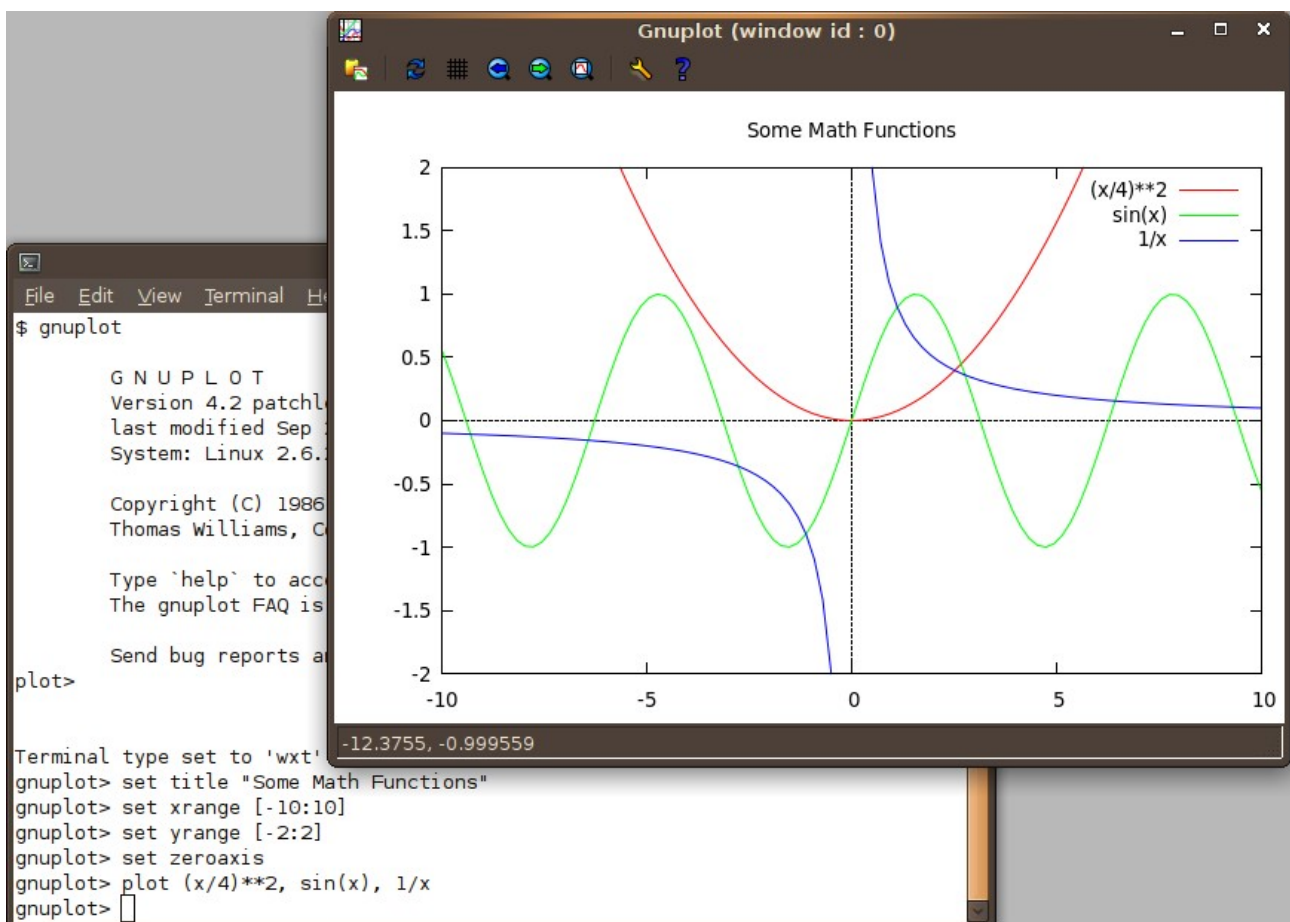 Gnuplot (window id : 0)
Some Math Functions
(x/4)**2
sin(x)
1/x
2
1.5
1
0.5
0
-0.5
-1
-1.5
-2
-10 -5 0 5 10
-12.3755, -0.999559
File Edit View Terminal
$ gnuplot
G N U P L O T
Version 4.2
last modified Sep
System: Linux
Copyright (C) 1986
Thomas Williams,
Type `help` to
The gnuplot FAQ is
Send bug reports
plot>
Terminal type set to 'wxt'
gnuplot> set title "Some Math Functions"
gnuplot> set xrange [-10:10]
gnuplot> set yrange [-2:2]
gnuplot> set zeroaxis
gnuplot> plot (x/4)**2, sin(x), 1/x
gnuplot>